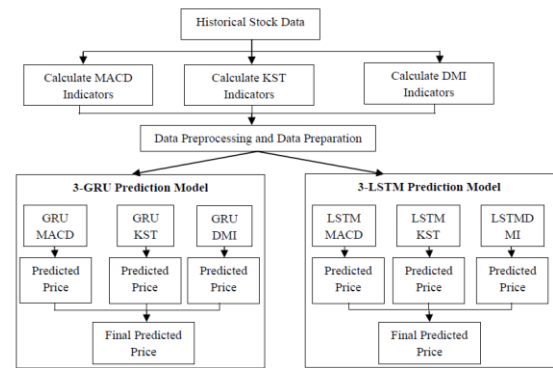 Historical Stock Data
Calculate MACD
Indicators
Calculate KST
Indicators
Calculate DMI
Indicators
Data Preprocessing and Data Preparation
3-GRU Prediction Model
GRU
MACD
GRU
KST
GRU
DMI
Predicted
Price
Predicted
Price
Predicted
Price
Final Predicted
Price
3-LSTM Prediction Model
LSTM
MACD
LSTM
KST
LSTMD
MI
Predicted
Price
Predicted
Price
Predicted
Price
Final Predicted
Price